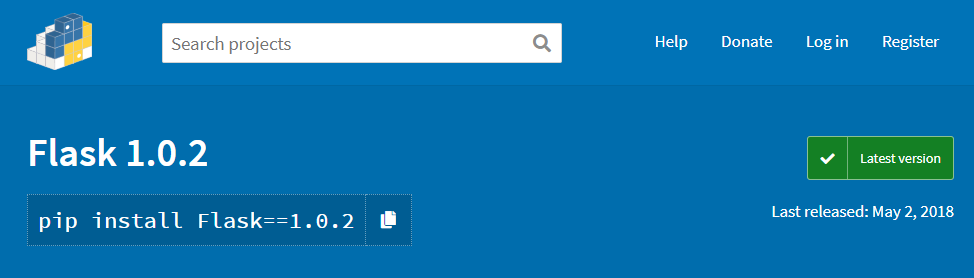 Search projects
Help Donate Log in Register
Flask 1.0.2
Latest version
pip install Flask==1.0.2
Last released: May 2, 2018